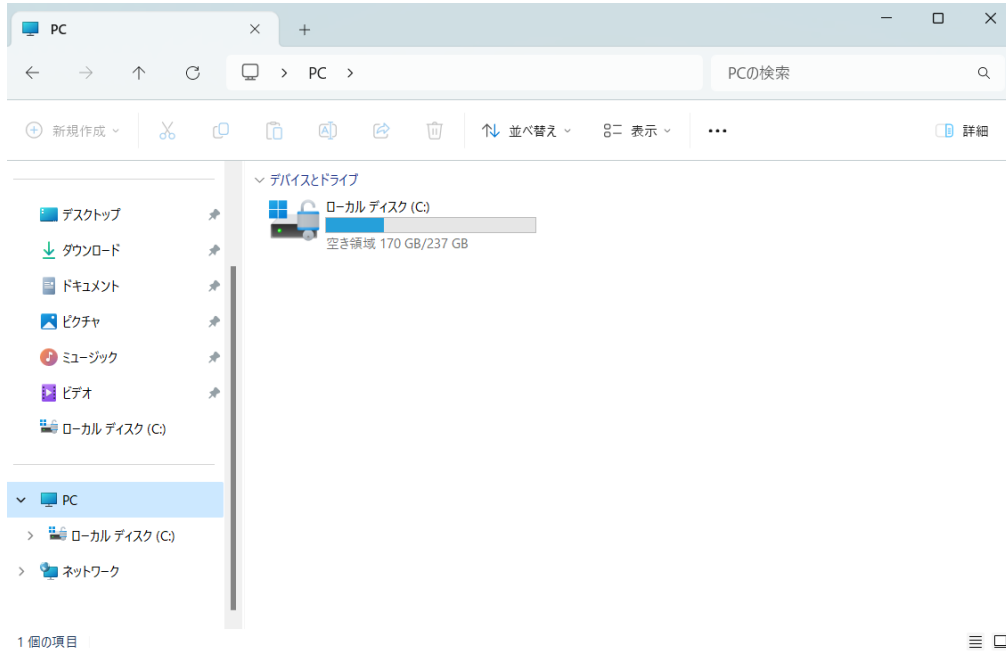 PC
PC
PCの検索
新規作成
並べ替え
表示
詳細
デスクトップ
ダウンロード
ドキュメント
ピクチャ
ミュージック
ビデオ
ローカル ディスク (C:)
PC
ローカル ディスク (C:)
ネットワーク
デバイスとドライブ
ローカル ディスク (C:)
空き領域 170 GB/237 GB
1 個の項目